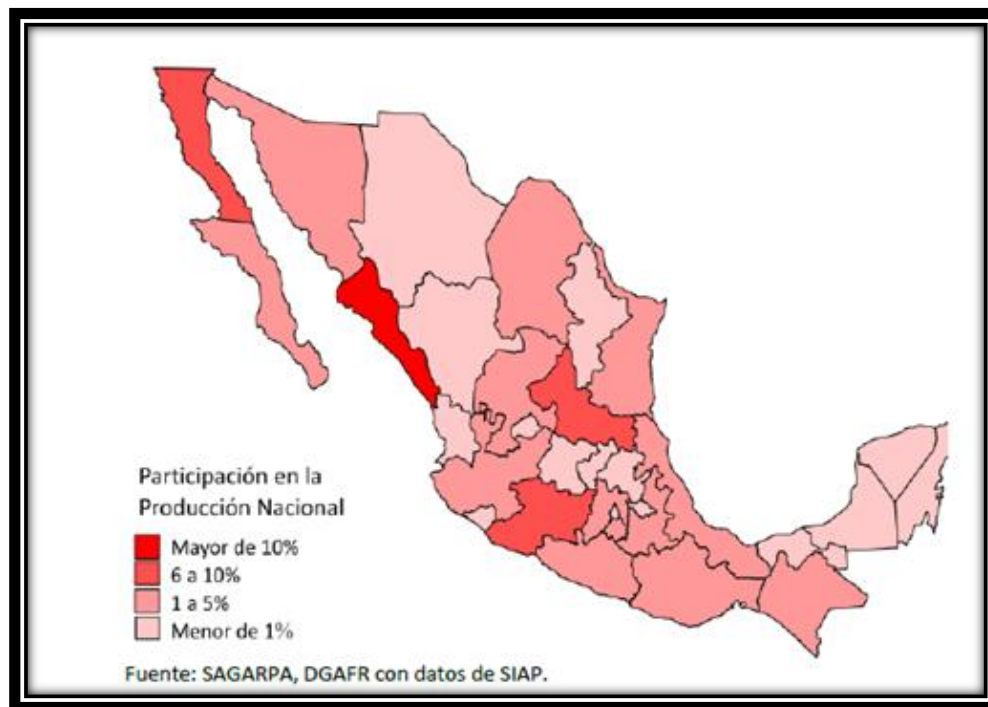 Participación en la
Producción Nacional
Mayor de 10%
6 a 10%
1 a 5%
Menor de 1%
Fuente: SAGARPA, DGAFR con datos de SIAP.